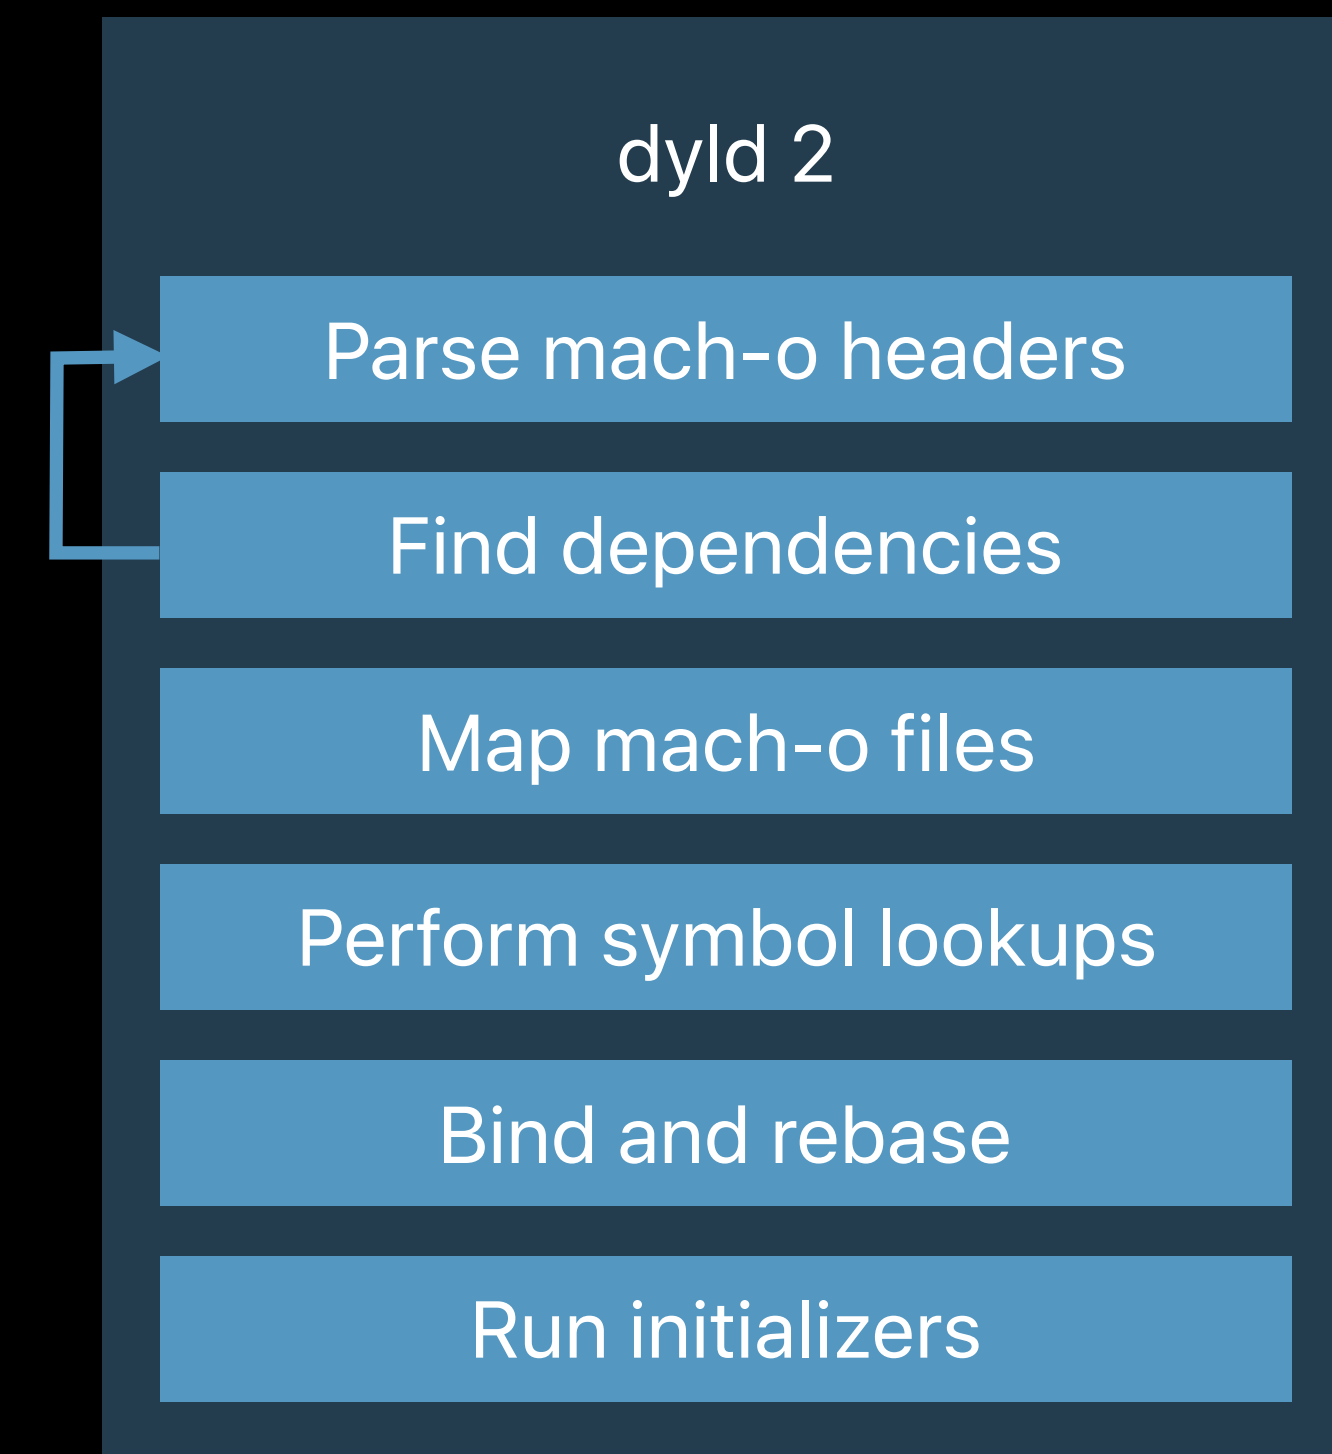 dyld 2
Parse mach-o headers
Find dependencies
Map mach-o files
Perform symbol lookups
Bind and rebase
Run initializers